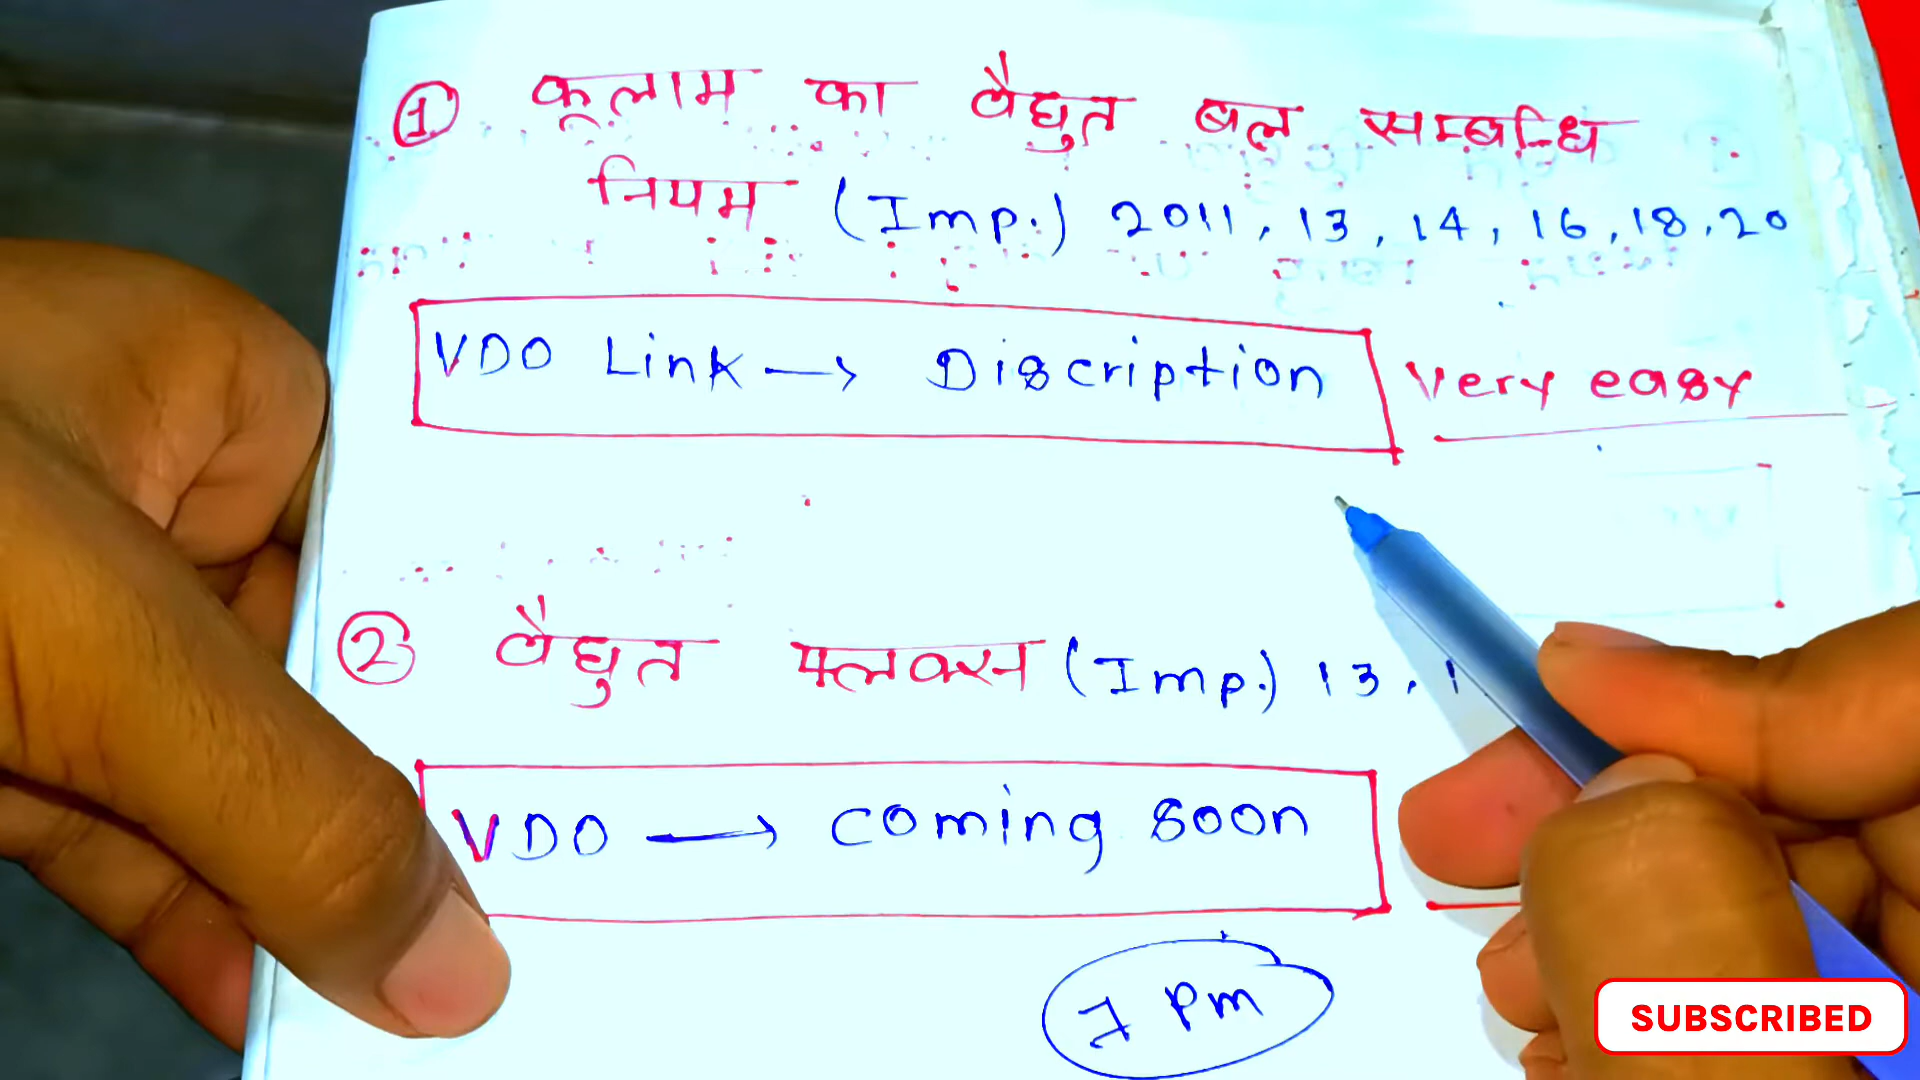 ① कूलाम का वैद्युत बल सम्बन्धि
नियम (Imp.) 2011, 13, 14, 16, 18, 20
VDO Link → Discription
Very easy
② वैद्युत फ्लक्स (Imp.) 13, 1
VDO → Coming soon
7 Pm
SUBSCRIBED